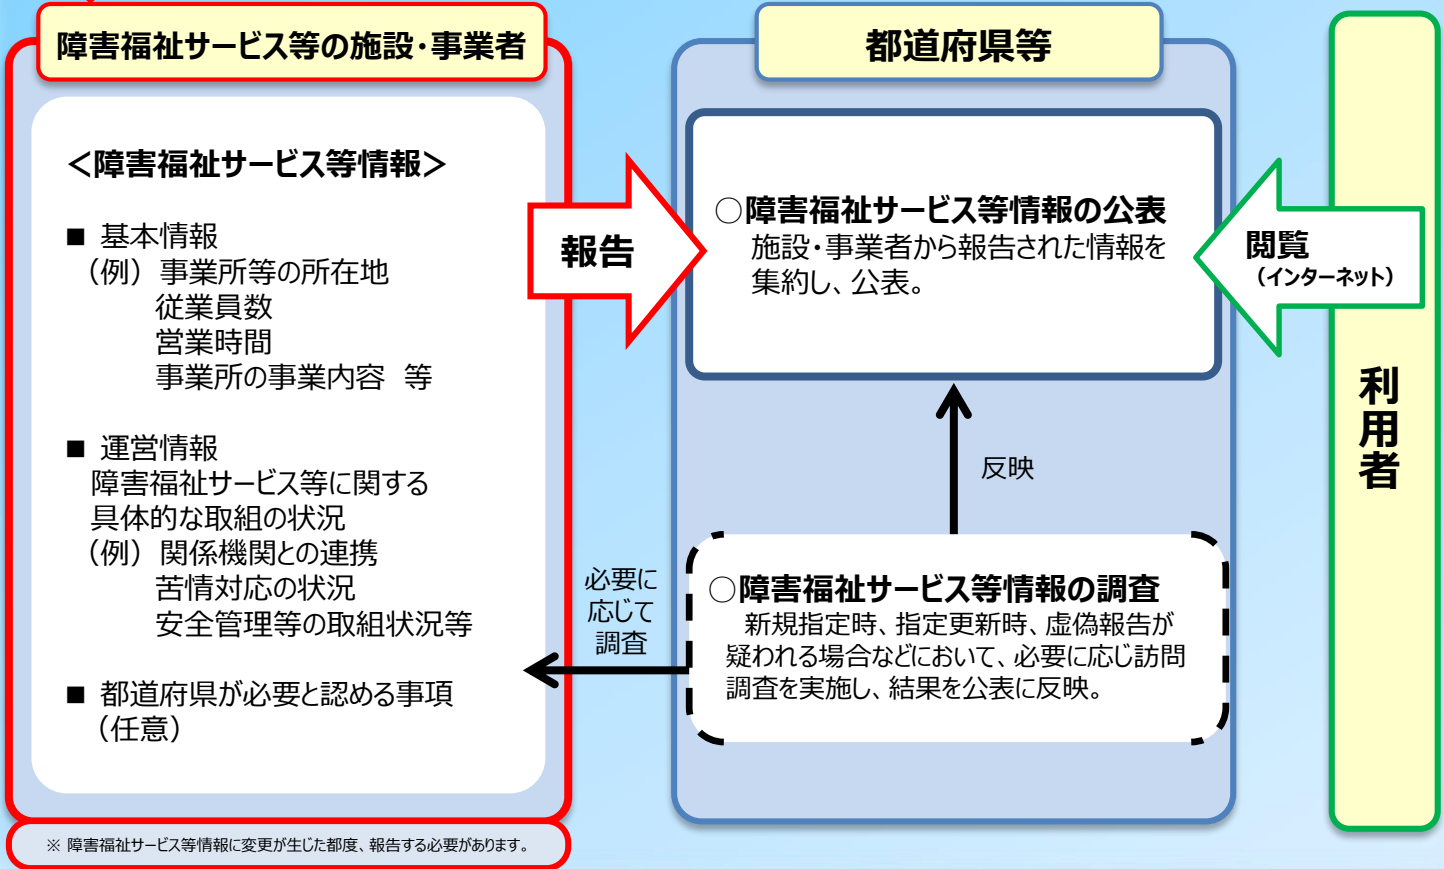 障害福祉サービス等の施設・事業者
＜障害福祉サービス等情報＞
■ 基本情報
（例）事業所等の所在地
従業員数
営業時間
事業所の事業内容 等
■ 運営情報
障害福祉サービス等に関する
具体的な取組の状況
（例）関係機関との連携
苦情対応の状況
安全管理等の取組状況等
■ 都道府県が必要と認める事項
（任意）
※ 障害福祉サービス等情報に変更が生じた都度、報告する必要があります。
報告
必要に
応じて
調査
都道府県等
○障害福祉サービス等情報の公表
施設・事業者から報告された情報を
集約し、公表。
反映
○障害福祉サービス等情報の調査
新規指定時、指定更新時、虚偽報告が
疑われる場合などにおいて、必要に応じ訪問
調査を実施し、結果を公表に反映。
閲覧
（インターネット）
利用者